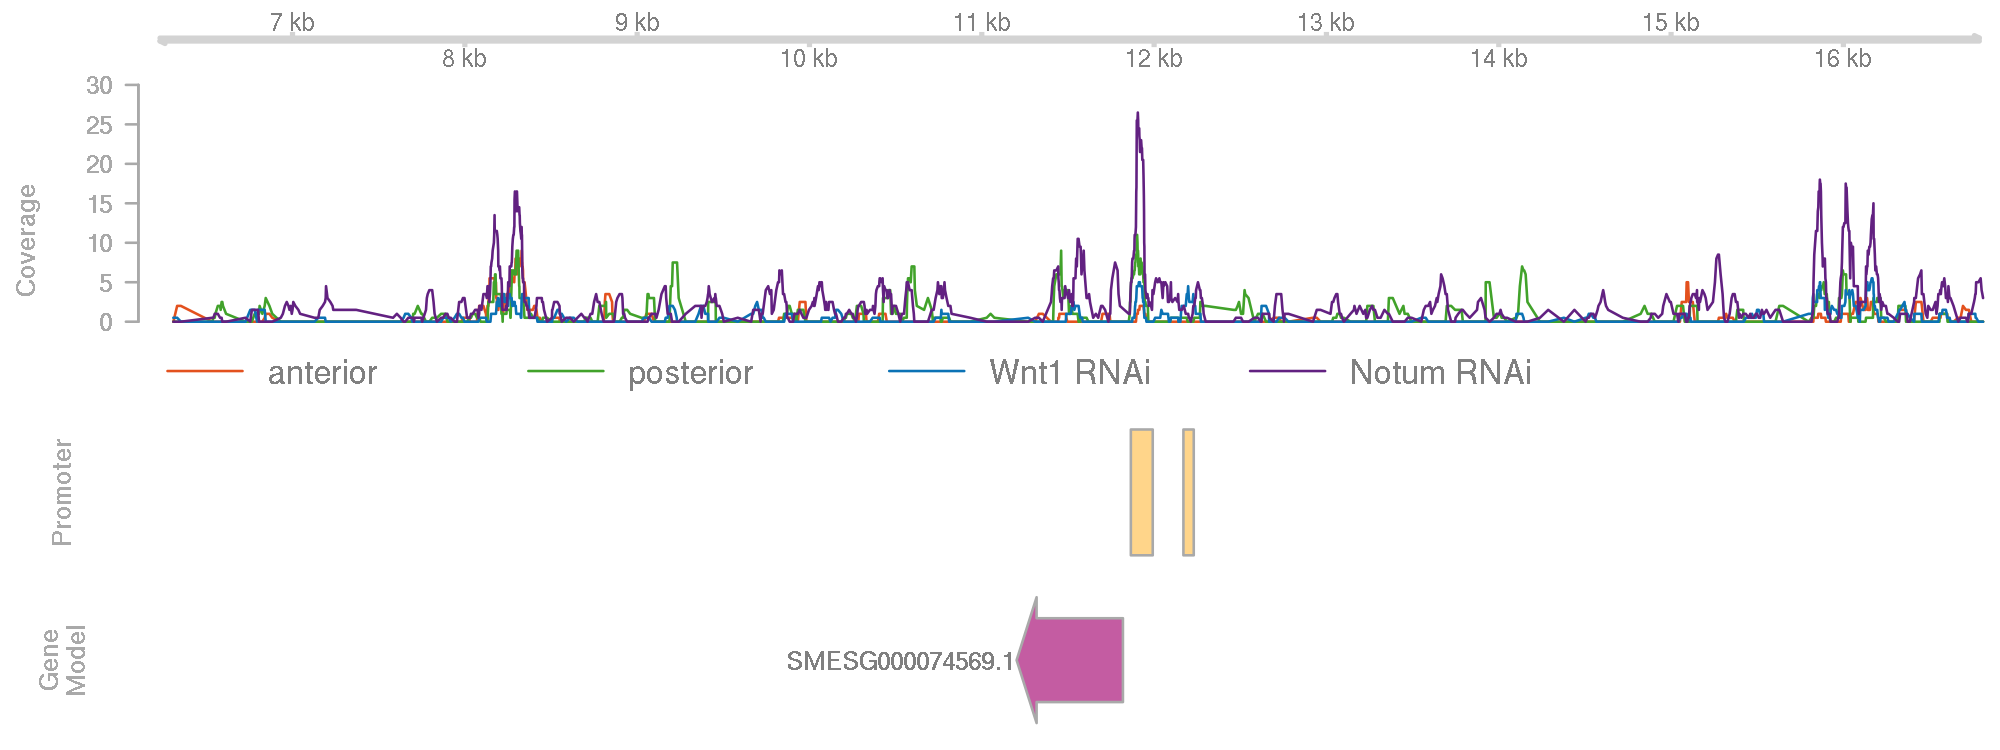 7 kb 9 kb 11 kb 13 kb 15 kb
8 kb 10 kb 12 kb 14 kb 16 kb
30
25
20
15
10
5
0
Coverage
anterior posterior Wnt1 RNAi Notum RNAi
Promoter
Gene
Model
SMESG000074569.1